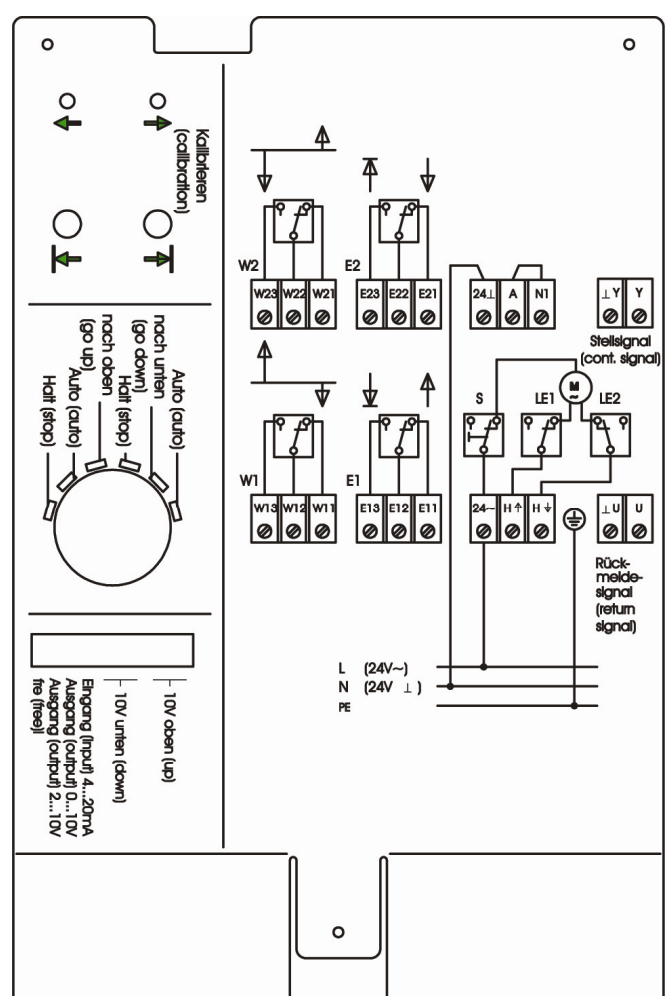 Kalibrieren
(calibration)
Halt (stop)
Auto (auto)
nach oben
(go up)
Halt (stop)
nach unten
(go down)
Auto (auto)
10V oben (up)
10V unten (down)
Eingang (input) 4...20mA
Ausgang (output) 0...10V
Ausgang (output) 2...10V
fre (free)i
W2
W23 W22 W21
E2
E23 E22 E21
24⊥ A N1
⊥ Y Y
Stellsignal
(cont. signal)
W1
W13 W12 W11
E1
E13 E12 E11
S
LE1
M
~
LE2
24~ H↑ H↓
⊥ U U
Rück-
melde-
signal
(return
signal)
L (24V~)
N (24V ⊥ )
PE